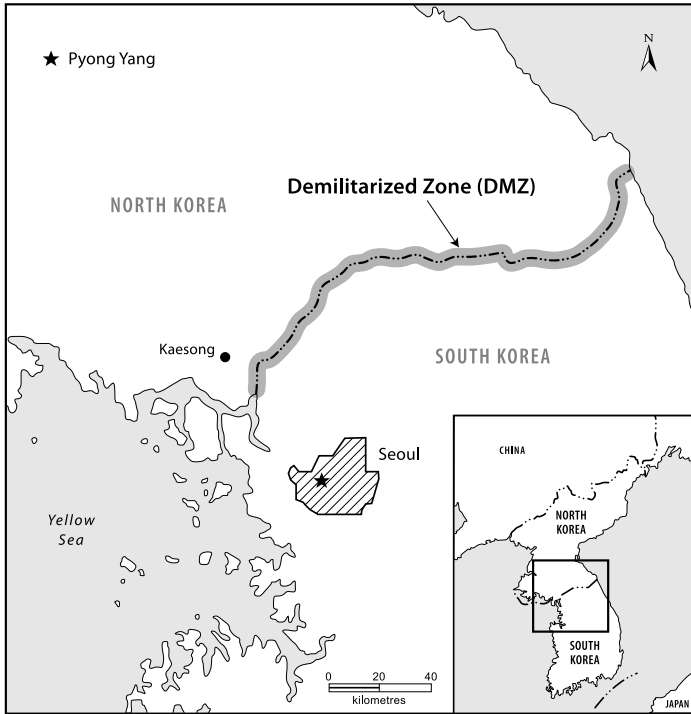 N
Pyong Yang
Demilitarized Zone (DMZ)
NORTH KOREA
Kaesong
SOUTH KOREA
Seoul
Yellow
Sea
0 20 40
kilometres
CHINA
NORTH
KOREA
SOUTH
KOREA
JAPAN